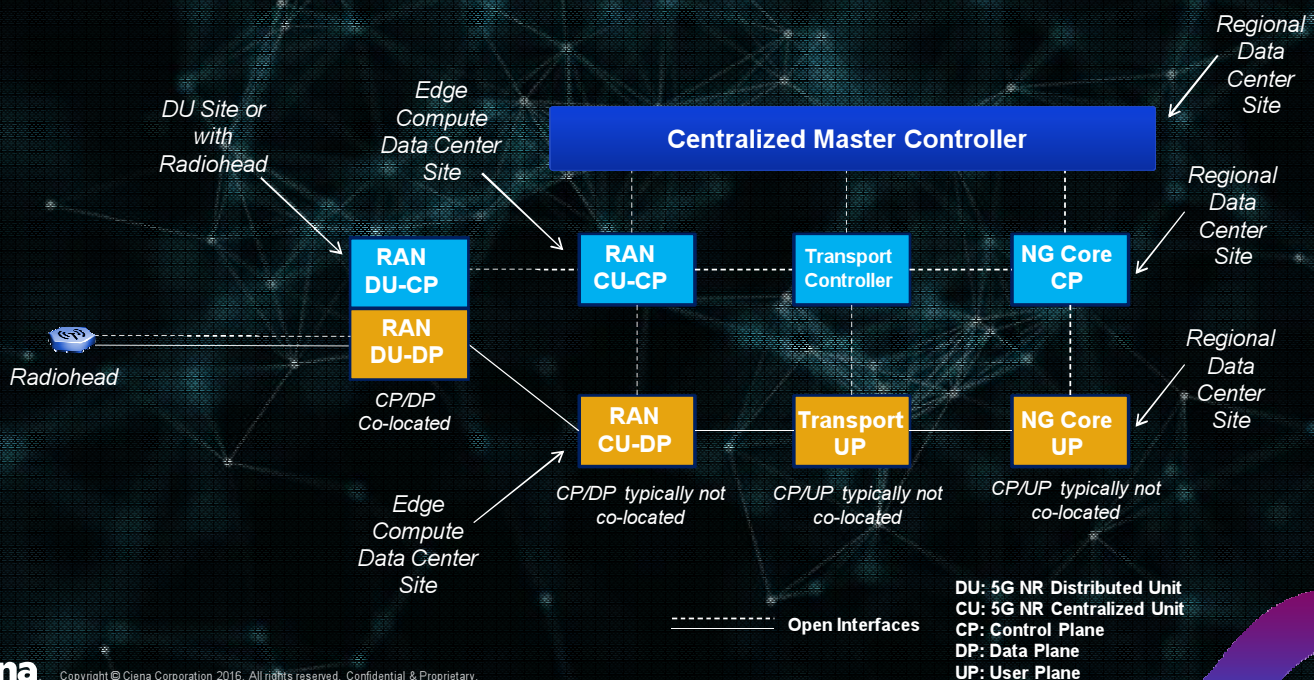 Regional
Data
Center
Site
DU Site or
with
Radiohead
Edge
Compute
Data Center
Site
Centralized Master Controller
Regional
Data
Center
Site
RAN
DU-CP
RAN
CU-CP
Transport
Controller
NG Core
CP
RAN
DU-DP
Radiohead
CP/DP
Co-located
Regional
Data
Center
Site
RAN
CU-DP
Transport
UP
NG Core
UP
CP/DP typically not
co-located
CP/UP typically not
co-located
CP/UP typically not
co-located
Edge
Compute
Data Center
Site
Open Interfaces
DU: 5G NR Distributed Unit
CU: 5G NR Centralized Unit
CP: Control Plane
DP: Data Plane
UP: User Plane
na
Copyright © Ciena Corporation 2016. All rights reserved. Confidential & Proprietary.